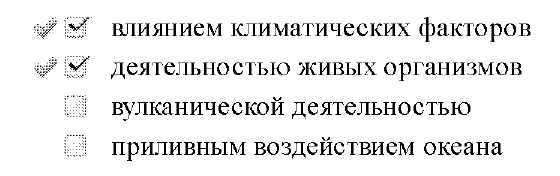 влиянием климатических факторов
деятельностью живых организмов
вулканической деятельностью
приливным воздействием океана